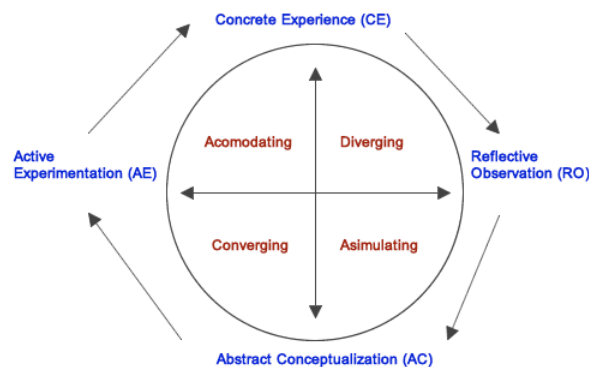 Concrete Experience (CE)
Acomodating
Diverging
Active
Experimentation (AE)
Reflective
Observation (RO)
Converging
Asimulating
Abstract Conceptualization (AC)